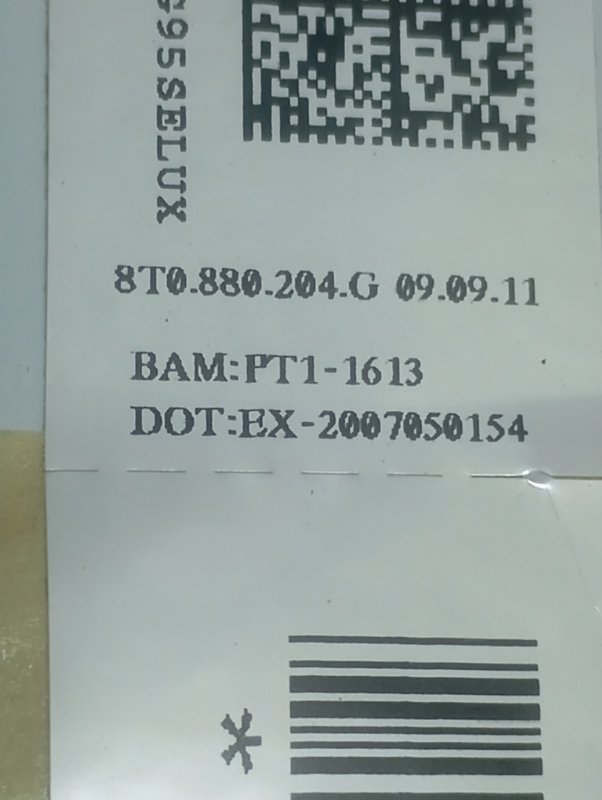 G95SELUX
8T0.880.204.G 09.09.11
BAM:PT1-1613
DOT:EX-2007050154
*